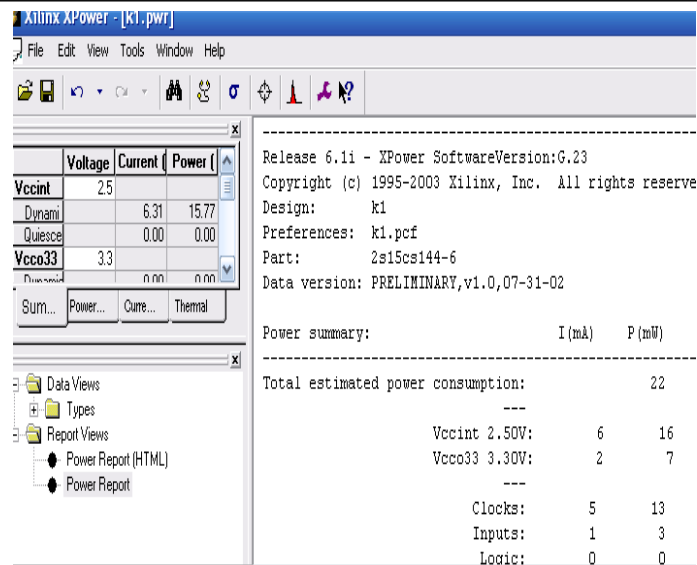 Xilinx XPower - [k1.pwr]
File Edit View Tools Window Help
Voltage Current ( Power (
Vccint 2.5
Dynami 6.31 15.77
Quiesce 0.00 0.00
Vcco33 3.3
Dynamic 0.00 0.00
Sum... Power... Curre... Thermal
Data Views
Types
Report Views
Power Report (HTML)
Power Report
Release 6.1i - XPower SoftwareVersion:G.23
Copyright (c) 1995-2003 Xilinx, Inc. All rights reserve
Design: k1
Preferences: k1.pcf
Part: 2s15cs144-6
Data version: PRELIMINARY,v1.0,07-31-02
Power summary: I(mA) P(mW)
Total estimated power consumption: 22
---
Vccint 2.50V: 6 16
Vcco33 3.30V: 2 7
---
Clocks: 5 13
Inputs: 1 3
Logic: 0 0